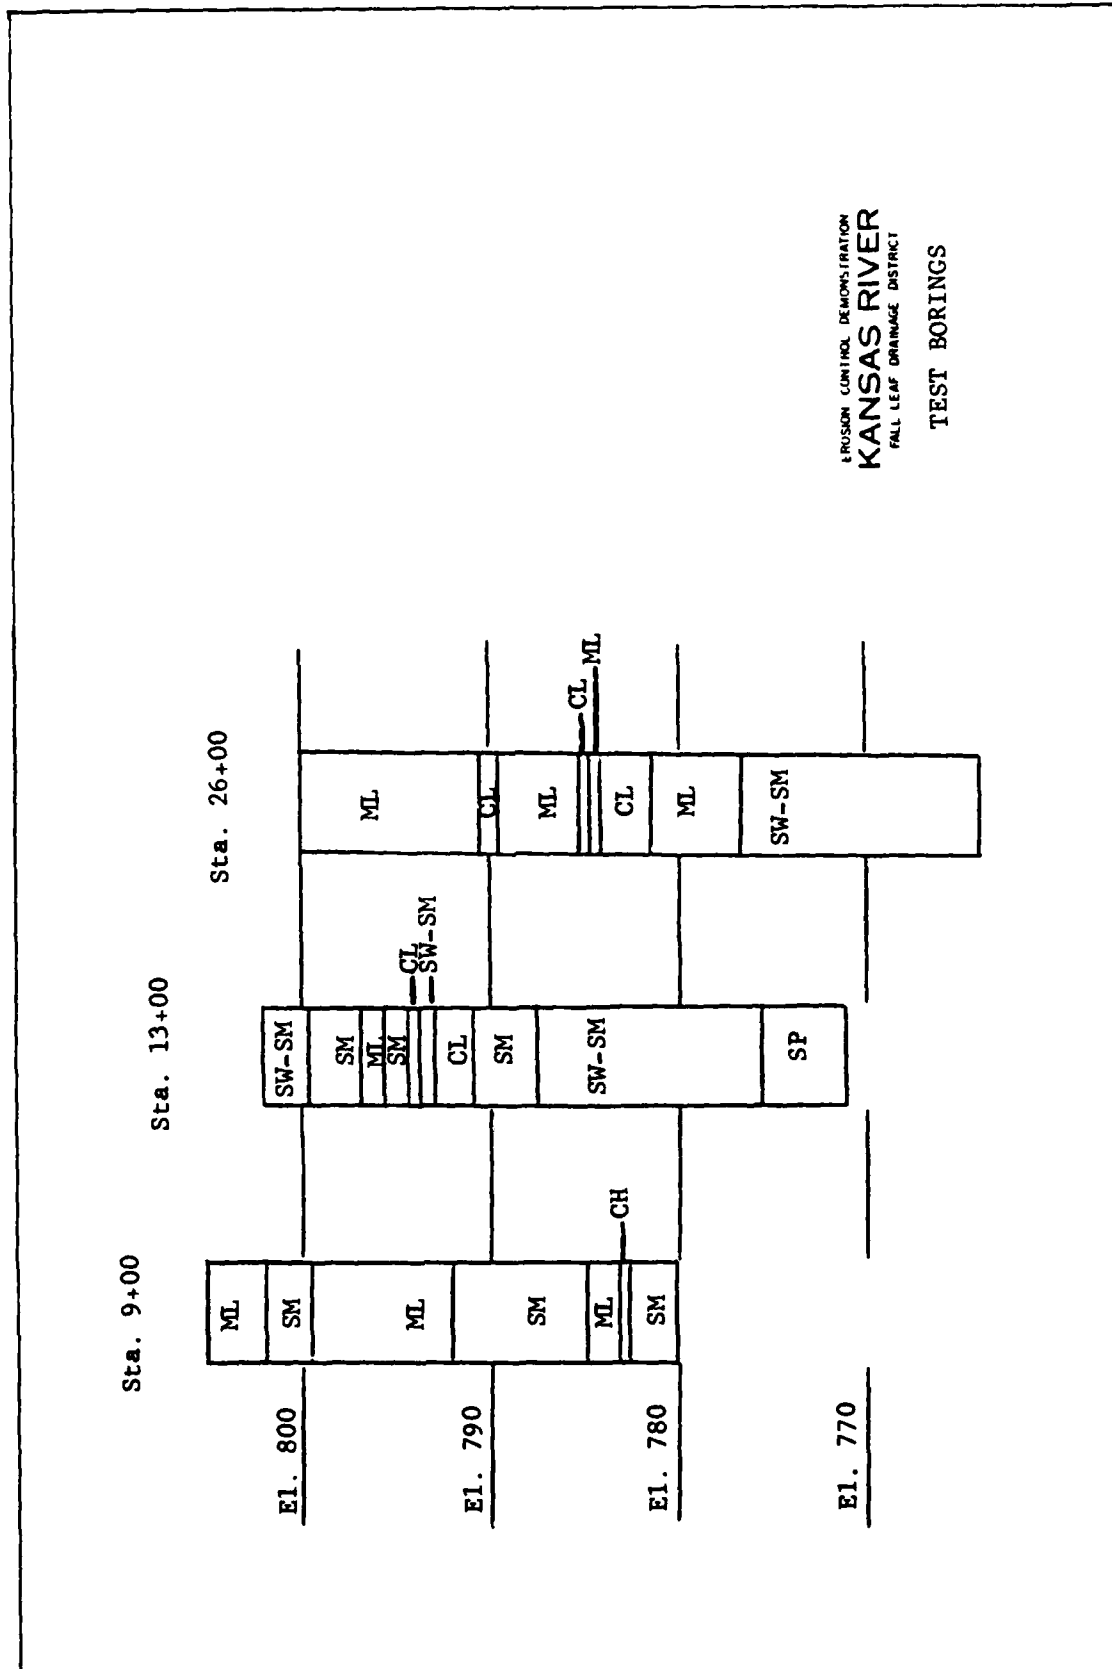 Sta. 9+00
ML
SM
ML
SM
ML
CH
SM
Sta. 13+00
SW-SM
SM
ML
SM
CL
SW-SM
CL
SM
SW-SM
SP
Sta. 26+00
ML
CL
ML
CL
ML
CL
ML
SW-SM
El. 800
El. 790
El. 780
El. 770
EROSION CONTROL DEMONSTRATION
KANSAS RIVER
FALL LEAF DRAINAGE DISTRICT
TEST BORINGS